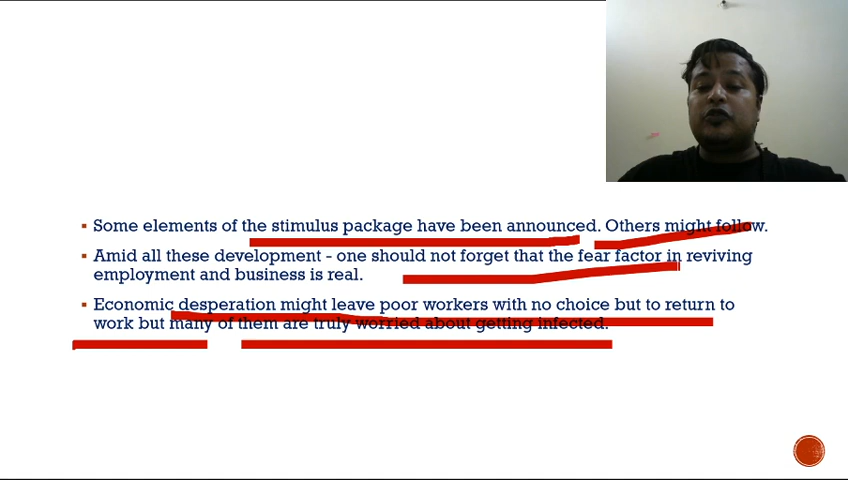 ▪ Some elements of the stimulus package have been announced. Others might follow.
▪ Amid all these development - one should not forget that the fear factor in reviving
employment and business is real.
▪ Economic desperation might leave poor workers with no choice but to return to
work but many of them are truly worried about getting infected.